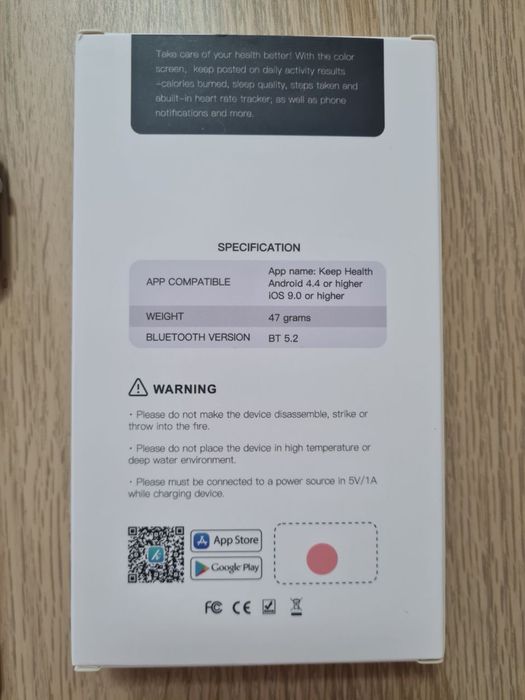 Take care of your health better! With the color
screen, keep posted on daily activity results
-calories burned, sleep quality, steps taken and
abuilt-in heart rate tracker; as well as phone
notifications and more.
SPECIFICATION
APP COMPATIBLE
App name: Keep Health
Android 4.4 or higher
iOS 9.0 or higher
WEIGHT 47 grams
BLUETOOTH VERSION BT 5.2
WARNING
· Please do not make the device disassemble, strike or
throw into the fire.
· Please do not place the device in high temperature or
deep water environment.
· Please must be connected to a power source in 5V/1A
while charging device.
App Store
Google Play
FC CE